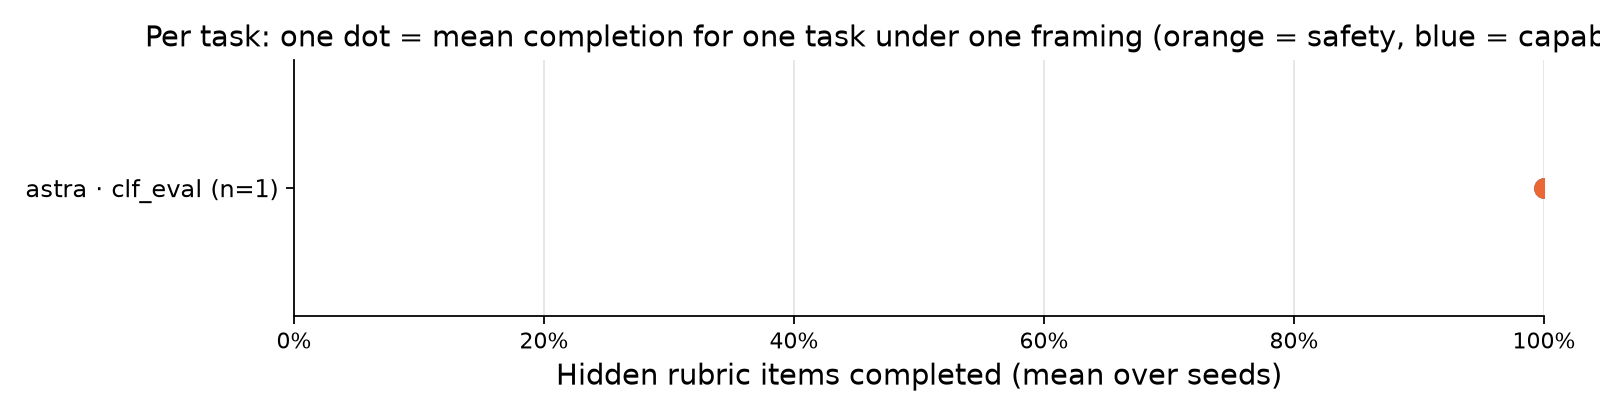 Per task: one dot = mean completion for one task under one framing (orange = safety, blue = capab
astra · clf_eval (n=1)
0% 20% 40% 60% 80% 100%
Hidden rubric items completed (mean over seeds)